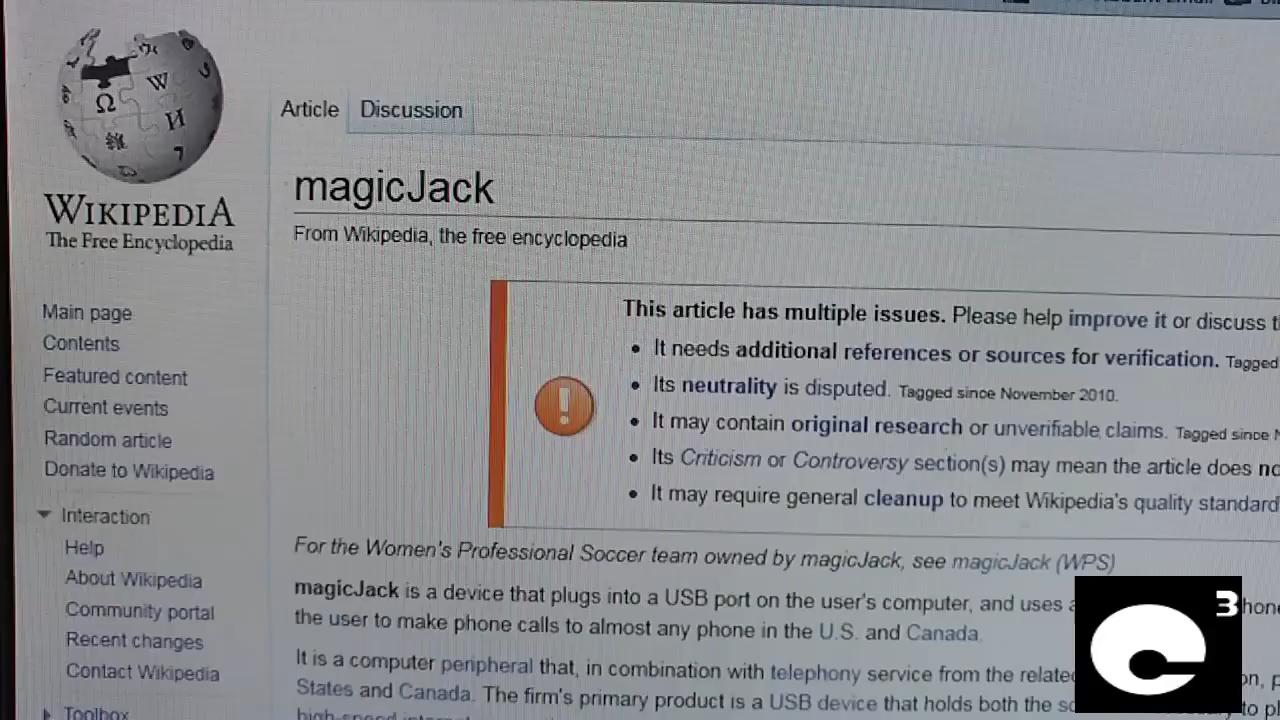 WIKIPEDIA
The Free Encyclopedia
Article Discussion
magicJack
From Wikipedia, the free encyclopedia
This article has multiple issues. Please help improve it or discuss
• It needs additional references or sources for verification. Tagged
• Its neutrality is disputed. Tagged since November 2010.
• It may contain original research or unverifiable claims. Tagged since
• Its Criticism or Controversy section(s) may mean the article does
• It may require general cleanup to meet Wikipedia's quality standard
Main page
Contents
Featured content
Current events
Random article
Donate to Wikipedia
Interaction
Help
About Wikipedia
Community portal
Recent changes
Contact Wikipedia
Toolbox
For the Women's Professional Soccer team owned by magicJack, see magicJack (WPS)
magicJack is a device that plugs into a USB port on the user's computer, and uses
the user to make phone calls to almost any phone in the U.S. and Canada.
It is a computer peripheral that, in combination with telephony service from the
States and Canada. The firm's primary product is a USB device that holds both the
3